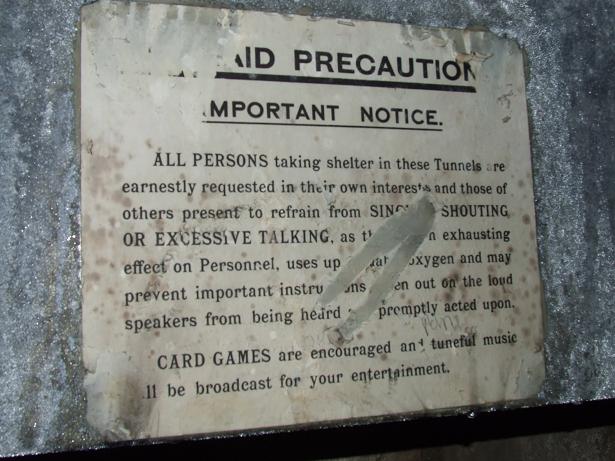 AID PRECAUTION
IMPORTANT NOTICE.
ALL PERSONS taking shelter in these Tunnels are
earnestly requested in their own interests and those of
others present to refrain from SHOUTING
OR EXCESSIVE TALKING, as exhausting
effect on Personnel, uses up oxygen and may
prevent important out on the loud
speakers from being heard promptly acted upon.
CARD GAMES are encouraged and tuneful music
be broadcast for your entertainment.